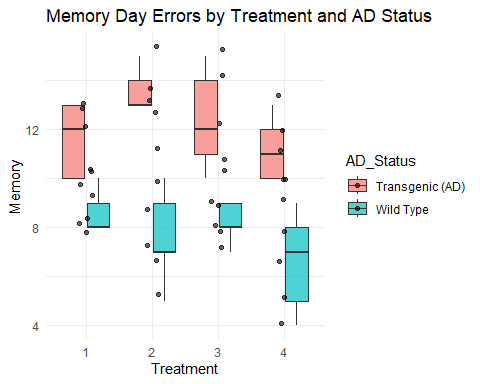 Memory Day Errors by Treatment and AD Status
12
8
4
Memory
1 2 3 4
Treatment
AD_Status
Transgenic (AD)
Wild Type